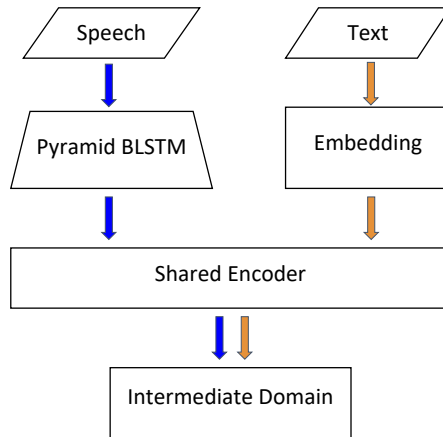 Speech
Text
Pyramid BLSTM
Embedding
Shared Encoder
Intermediate Domain